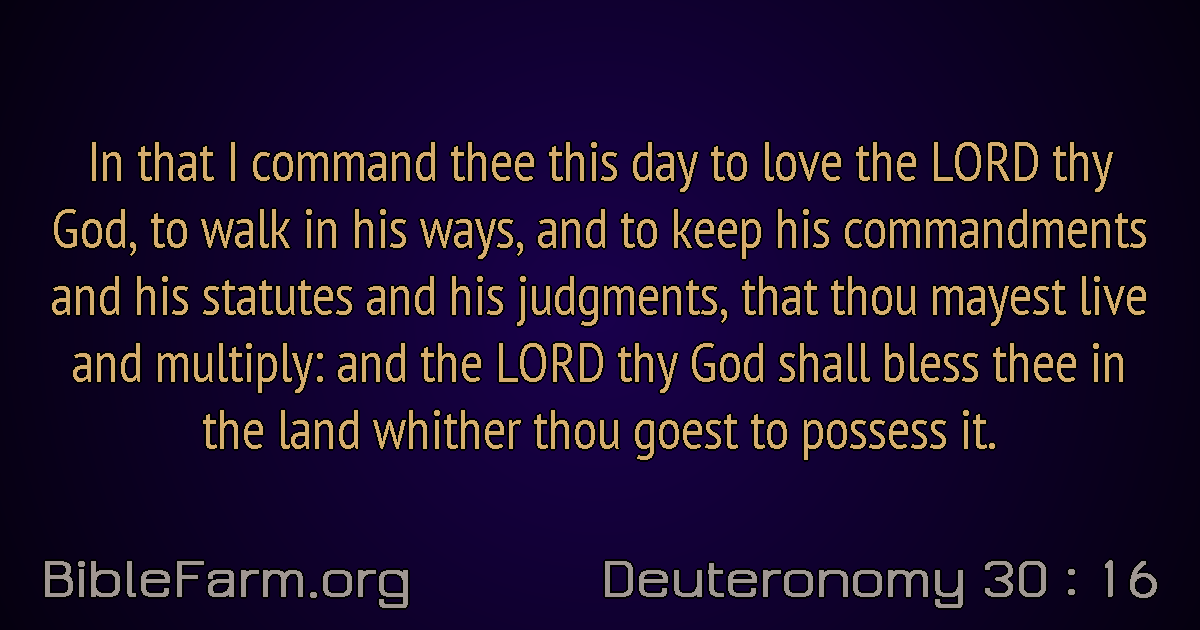 In that I command thee this day to love the LORD thy
God, to walk in his ways, and to keep his commandments
and his statutes and his judgments, that thou mayest live
and multiply: and the LORD thy God shall bless thee in
the land whither thou goest to possess it.
BibleFarm.org
Deuteronomy 30 : 16